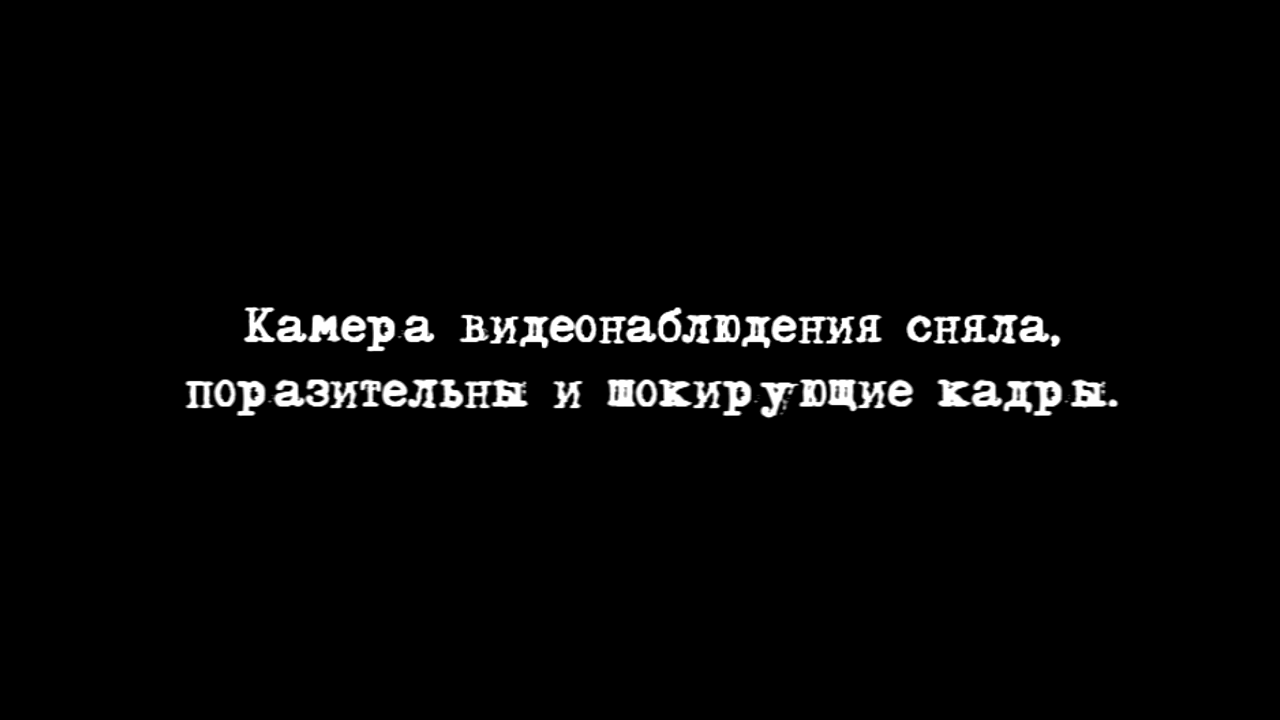 Камера видеонаблюдения сняла,
поразительны и шокирующие кадры.